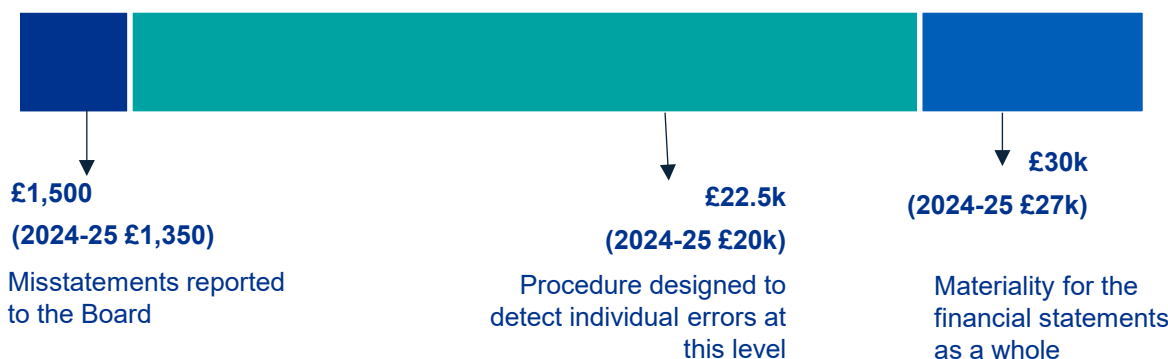 £1,500
(2024-25 £1,350)
Misstatements reported
to the Board
£22.5k
(2024-25 £20k)
Procedure designed to
detect individual errors at
this level
£30k
(2024-25 £27k)
Materiality for the
financial statements
as a whole